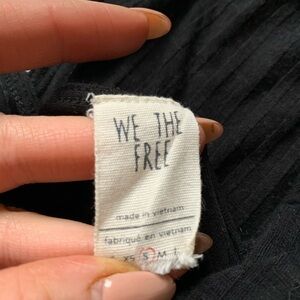 WE THE
FREE
made in vietnam
fabriqué en vietnam
XS S M L